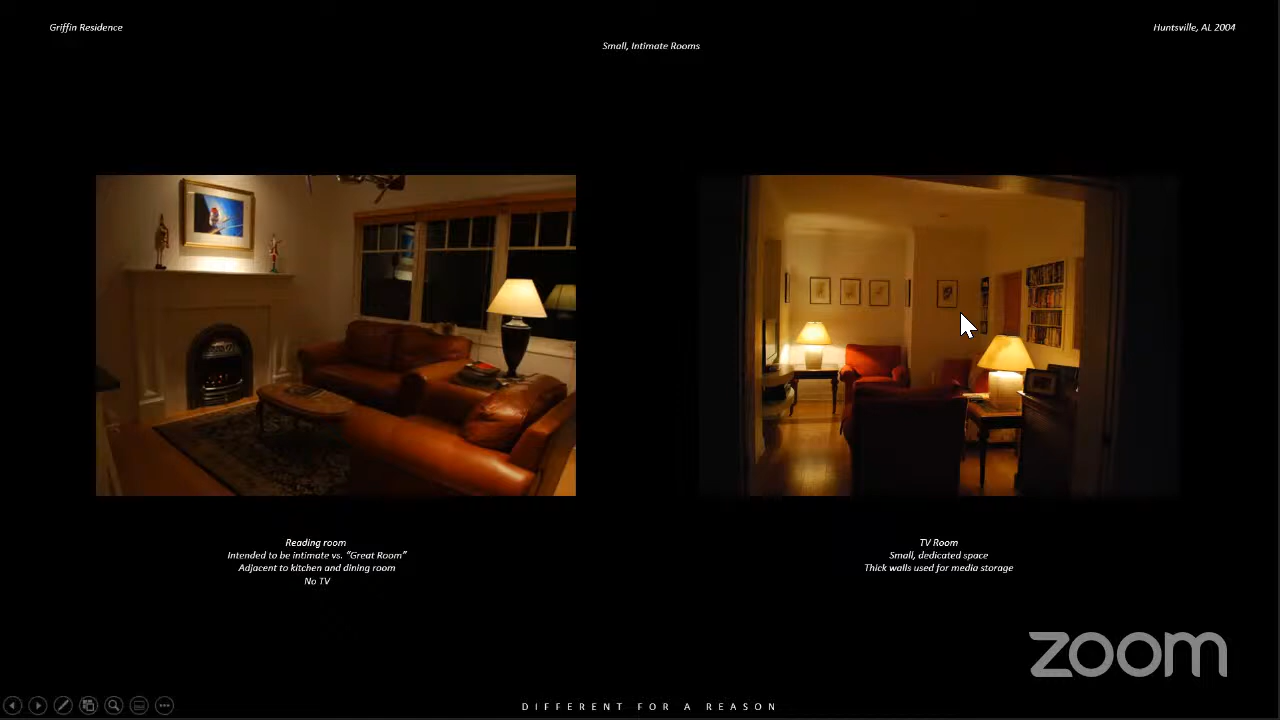 Griffin Residence
Huntsville, AL 2004
Small, Intimate Rooms
Reading room
Intended to be intimate vs. “Great Room”
Adjacent to kitchen and dining room
No TV
TV Room
Small, dedicated space
Thick walls used for media storage
zoom
DIFFERENT FOR A REASON